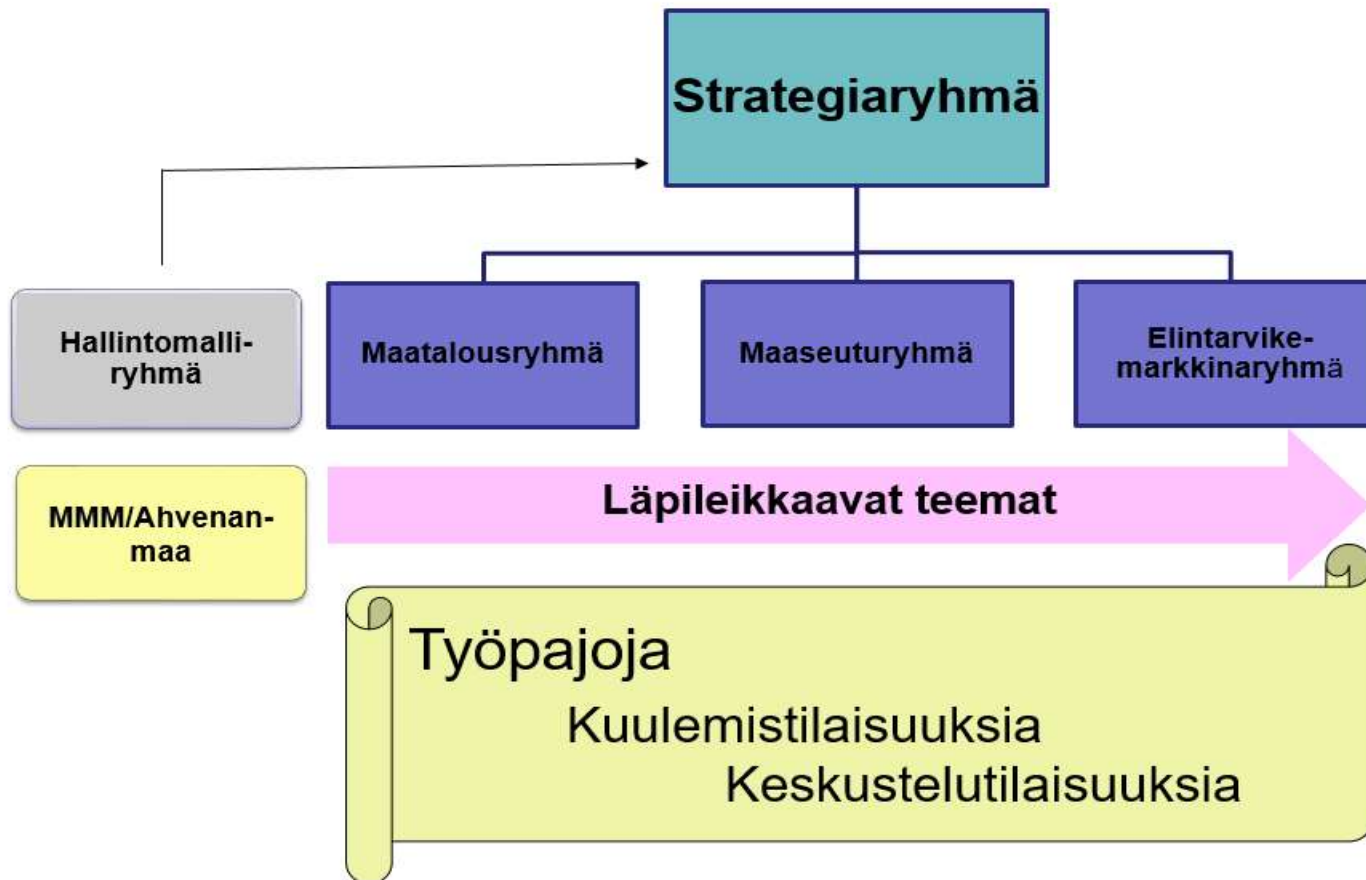 Strategiaryhmä
Hallintomalli-
ryhmä
Maatalousryhmä
Maaseuturyhmä
Elintarvike-
markkinaryhmä
MMM/Ahvenan-
maa
Läpileikkaavat teemat
Työpajoja
Kuulemistilaisuuksia
Keskustelutilaisuuksia